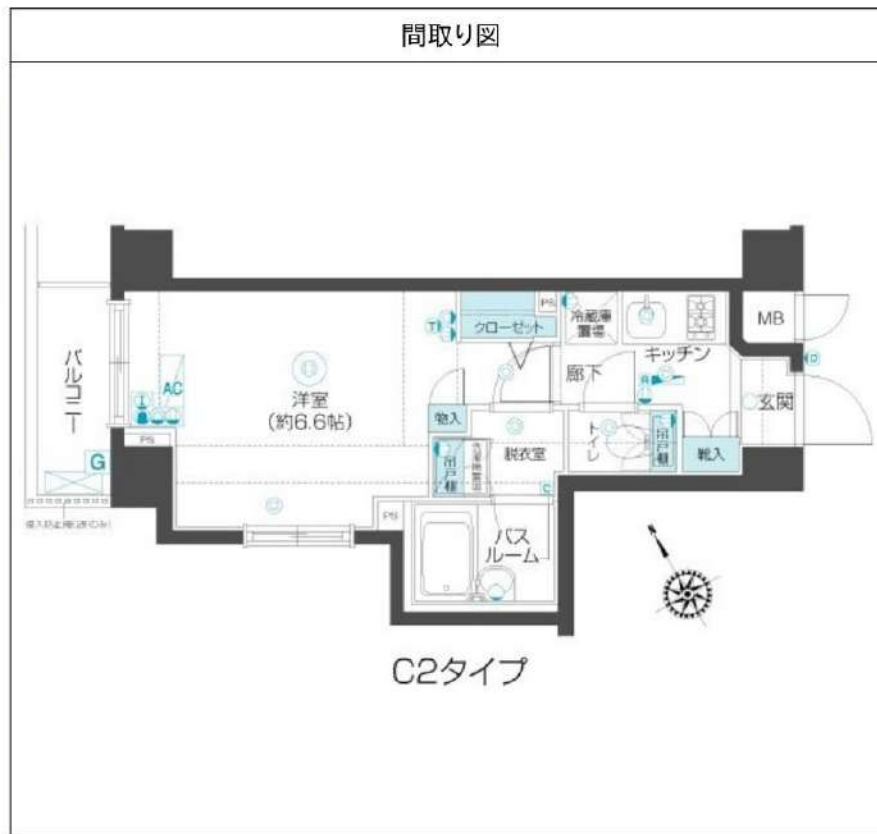 間取り図
バルコニー
AC
I
G
PS
洋室
(約6.6帖)
T
クローゼット
PS
冷蔵庫
置場
キッチン
廊下
MB
D
玄関
物入
吊戸棚
脱衣室
トイレ
吊戸棚
靴入
C
PS
バス
ルーム
C2タイプ